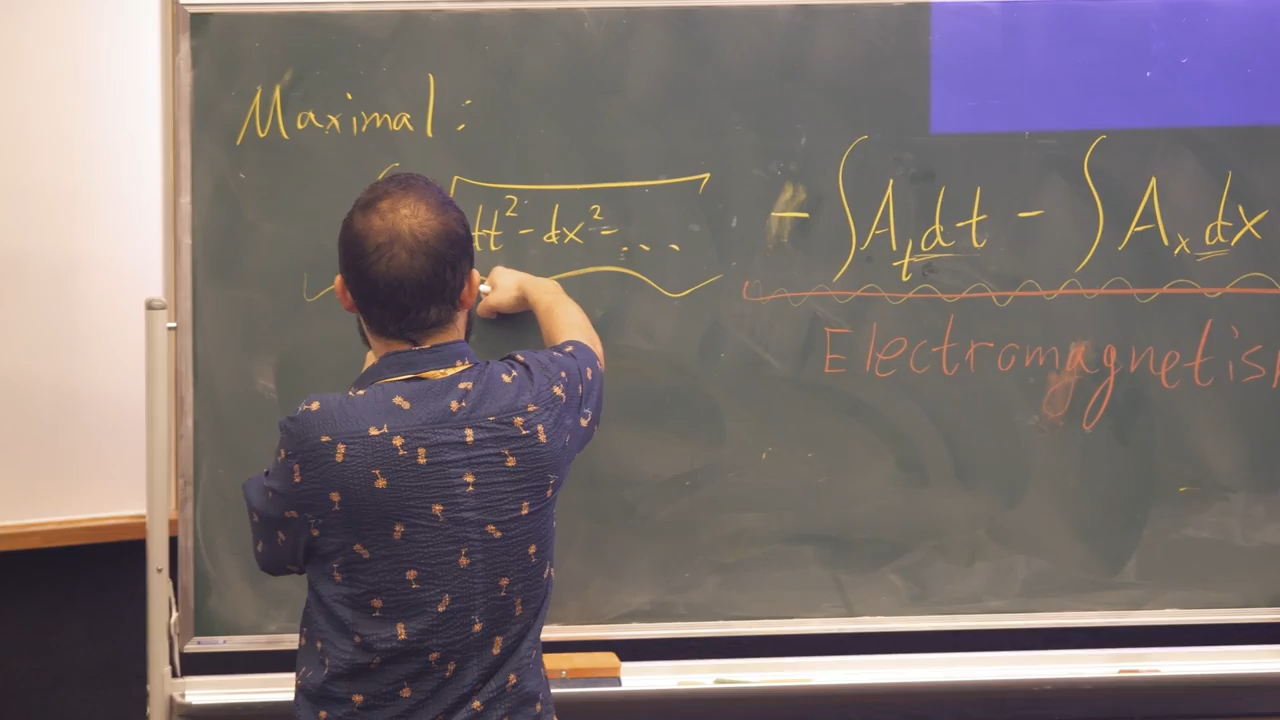 Maximal:
∫ √dt² - dx² - ... - ∫ A_t dt - ∫ A_x dx
Electromagnetis